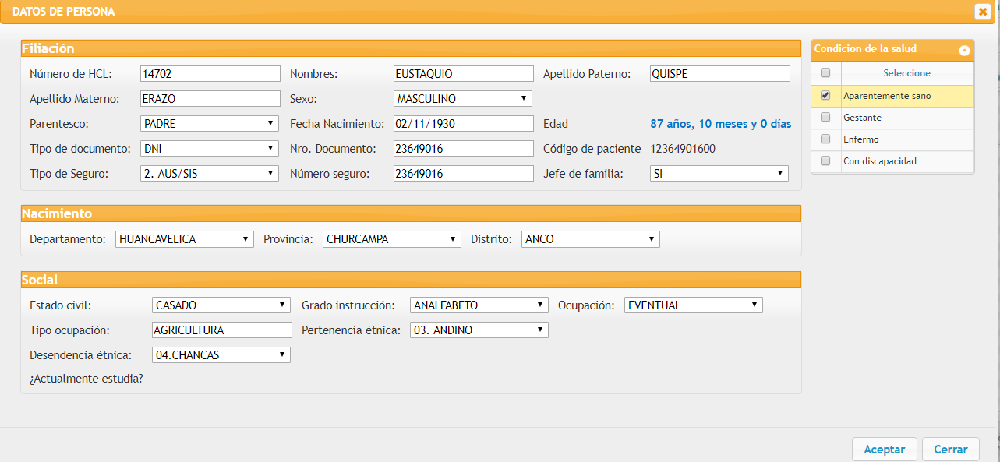 DATOS DE PERSONA
Filiación
Número de HCL: 14702 Nombres: EUSTAQUIO Apellido Paterno: QUISPE
Apellido Materno: ERAZO Sexo: MASCULINO
Parentesco: PADRE Fecha Nacimiento: 02/11/1930 Edad 87 años, 10 meses y 0 días
Tipo de documento: DNI Nro. Documento: 23649016 Código de paciente 12364901600
Tipo de Seguro: 2. AUS/SIS Número seguro: 23649016 Jefe de familia: SI
Condicion de la salud
Seleccione
Aparentemente sano
Gestante
Enfermo
Con discapacidad
Nacimiento
Departamento: HUANCAVELICA Provincia: CHURCAMPA Distrito: ANCO
Social
Estado civil: CASADO Grado instrucción: ANALFABETO Ocupación: EVENTUAL
Tipo ocupación: AGRICULTURA Pertenencia étnica: 03. ANDINO
Desendencia étnica: 04.CHANCAS
¿Actualmente estudia?
Aceptar Cerrar